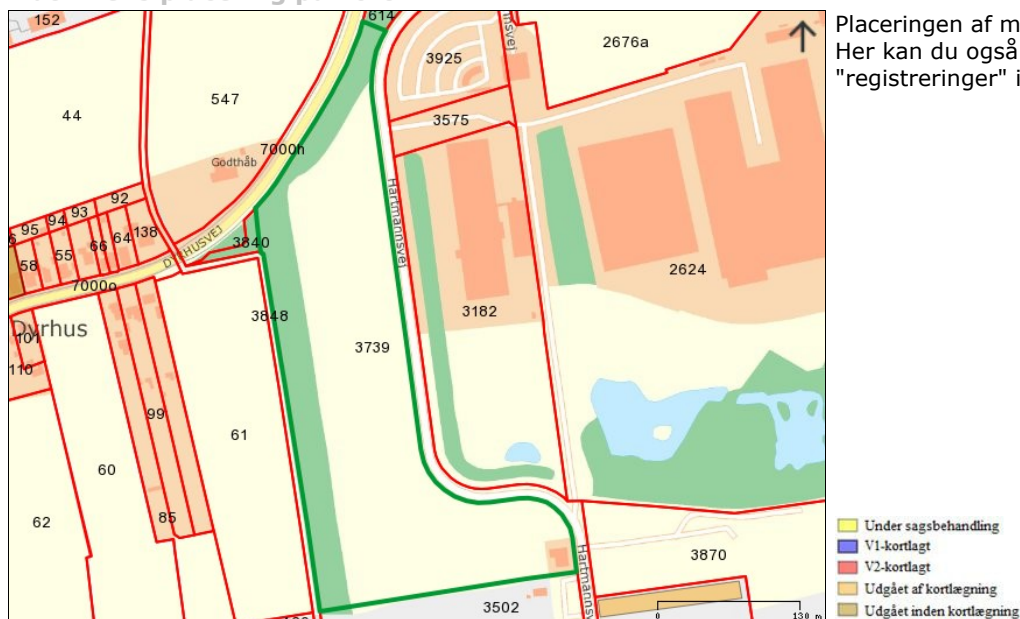 Placeringen af m
Her kan du også
"registreringer" i
152
614
3925
2676a
547
44
3575
7000h
Godthåb
Hartmannsvej
92
93
94
95
138
64
66
55
58
3840
DYRHUSVEJ
2624
7000o
3848
3182
Dyrhus
101
3739
110
99
61
60
62
85
3870
3502
Hartmannsv
0
130 m
Under sagsbehandling
V1-kortlagt
V2-kortlagt
Udgået af kortlægning
Udgået inden kortlægning